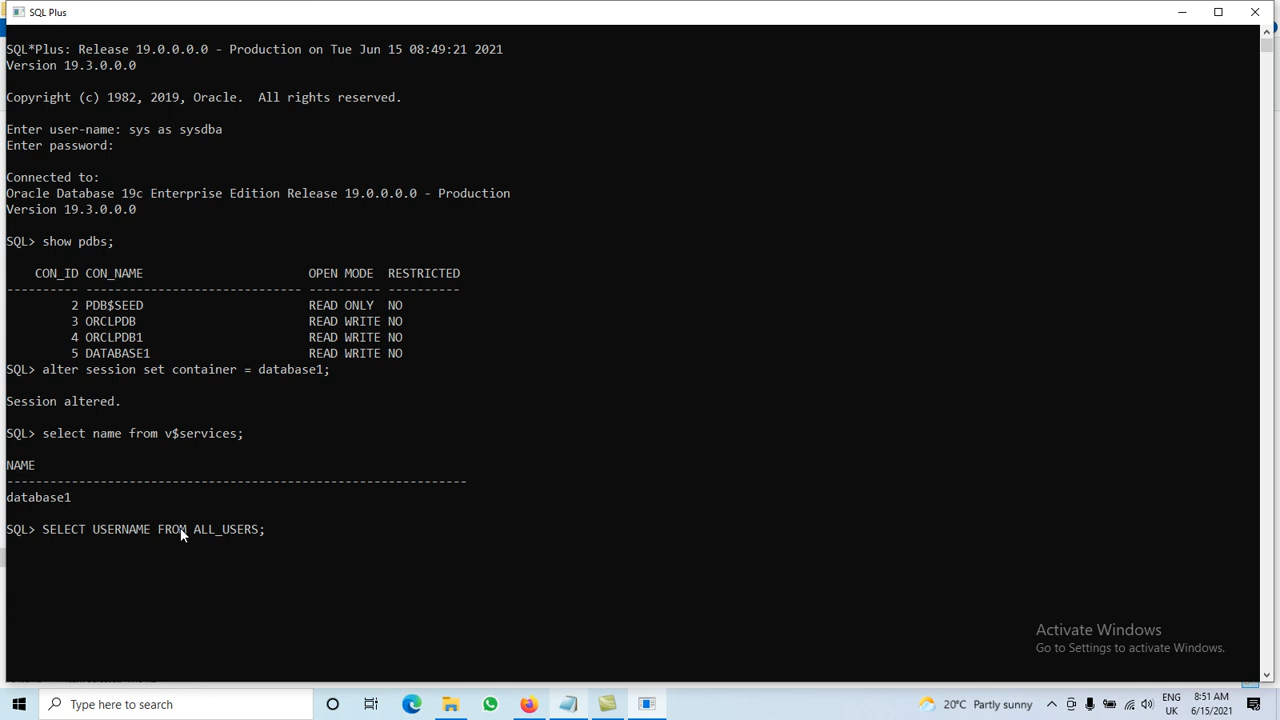 SQL Plus
SQL*Plus: Release 19.0.0.0.0 - Production on Tue Jun 15 08:49:21 2021
Version 19.3.0.0.0
Copyright (c) 1982, 2019, Oracle.  All rights reserved.
Enter user-name: sys as sysdba
Enter password:
Connected to:
Oracle Database 19c Enterprise Edition Release 19.0.0.0.0 - Production
Version 19.3.0.0.0
SQL> show pdbs;
    CON_ID CON_NAME                       OPEN MODE  RESTRICTED
---------- ------------------------------ ---------- ----------
         2 PDB$SEED                       READ ONLY  NO
         3 ORCLPDB                        READ WRITE NO
         4 ORCLPDB1                       READ WRITE NO
         5 DATABASE1                      READ WRITE NO
SQL> alter session set container = database1;
Session altered.
SQL> select name from v$services;
NAME
----------------------------------------------------------------
database1
SQL> SELECT USERNAME FROM ALL_USERS;
Activate Windows
Go to Settings to activate Windows.
Type here to search
20°C Partly sunny
ENG
UK
8:51 AM
6/15/2021